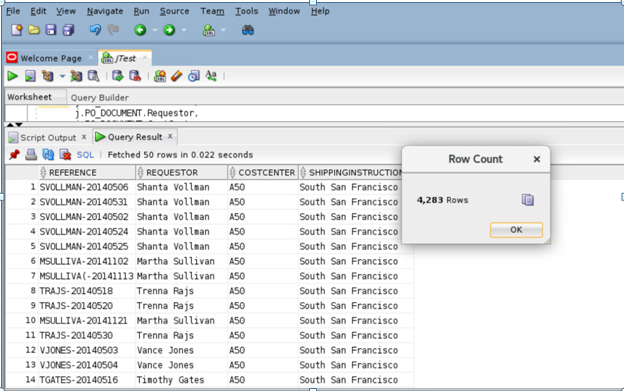 File Edit View Navigate Run Source Team Tools Window Help
Welcome Page JTest
Worksheet Query Builder
j.PO_DOCUMENT.Requestor,
Script Output Query Result
SQL Fetched 50 rows in 0.022 seconds
REFERENCE REQUESTOR COSTCENTER SHIPPINGINSTRUCTION
1 SVOLLMAN-20140506 Shanta Vollman A50 South San Francisco
2 SVOLLMAN-20140531 Shanta Vollman A50 South San Francisco
3 SVOLLMAN-20140502 Shanta Vollman A50 South San Francisco
4 SVOLLMAN-20140524 Shanta Vollman A50 South San Francisco
5 SVOLLMAN-20140525 Shanta Vollman A50 South San Francisco
6 MSULLIVA-20141102 Martha Sullivan A50 South San Francisco
7 MSULLIVA(-20141113 Martha Sullivan A50 South San Francisco
8 TRAJS-20140518 Trenna Rajs A50 South San Francisco
9 TRAJS-20140520 Trenna Rajs A50 South San Francisco
10 MSULLIVA-20141121 Martha Sullivan A50 South San Francisco
11 TRAJS-20140530 Trenna Rajs A50 South San Francisco
12 VJONES-20140503 Vance Jones A50 South San Francisco
13 VJONES-20140504 Vance Jones A50 South San Francisco
14 TGATES-20140516 Timothy Gates A50 South San Francisco
Row Count
4,283 Rows
OK